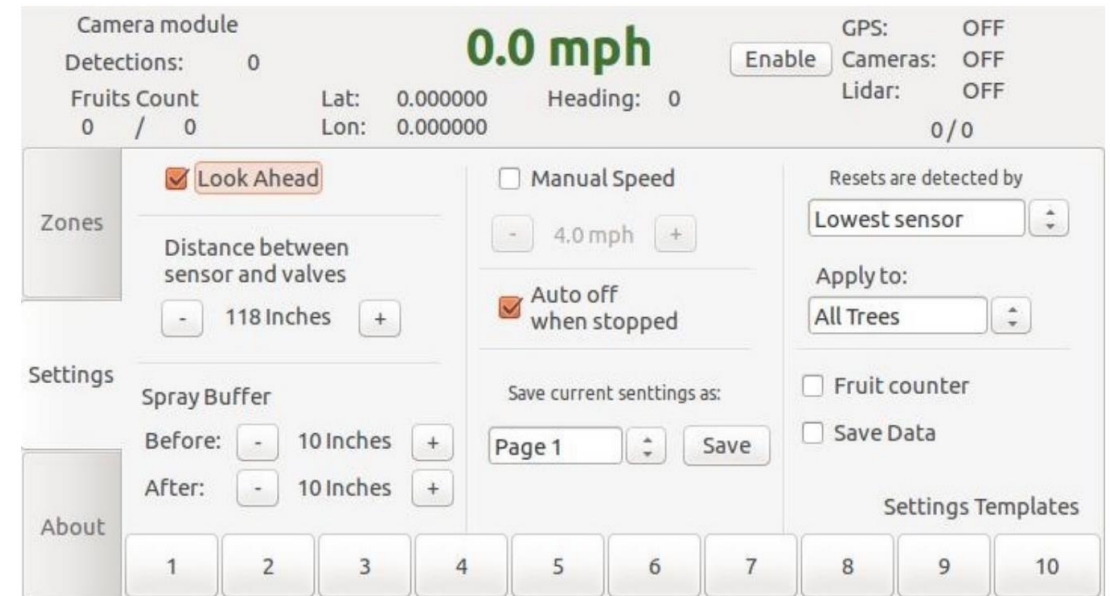 Camera module
Detections: 0
Fruits Count
0 / 0
Lat: 0.000000
Lon: 0.000000
0.0 mph
Heading: 0
Enable
GPS: OFF
Cameras: OFF
Lidar: OFF
0/0
Zones
Settings
About
Look Ahead
Distance between
sensor and valves
- 118 Inches +
Spray Buffer
Before: - 10 Inches +
After: - 10 Inches +
Manual Speed
- 4.0 mph +
Auto off
when stopped
Save current senttings as:
Page 1 Save
Resets are detected by
Lowest sensor
Apply to:
All Trees
Fruit counter
Save Data
Settings Templates
1 2 3 4 5 6 7 8 9 10